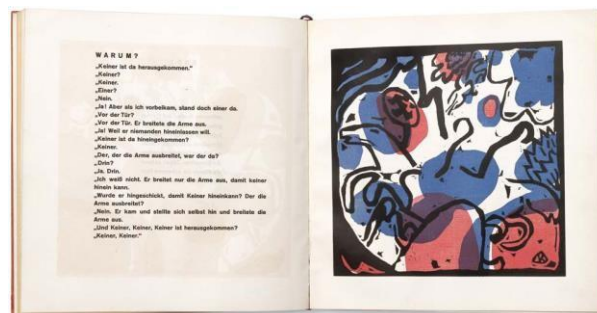 WARUM?
„Keiner ist da herausgekommen.“
„Keiner?
„Keiner.
„Einer?
„Nein.
„Ja! Aber als ich vorbeikam, stand doch einer da.
„Vor der Tür?
„Vor der Tür. Er breitete die Arme aus.
„Ja! Weil er niemanden hineinlassen will.
„Keiner ist da hineingekommen?
„Keiner.
„Der, der die Arme ausbreitet, war der da?
„Drin?
„Ja. Drin.
„Ich weiß nicht. Er breitet nur die Arme aus, damit keiner
hinein kann.
„Wurde er hingeschickt, damit Keiner hineinkann? Der die
Arme ausbreitet?
„Nein. Er kam und stellte sich selbst hin und breitete die
Arme aus.
„Und Keiner, Keiner, Keiner ist herausgekommen?
„Keiner, Keiner.“